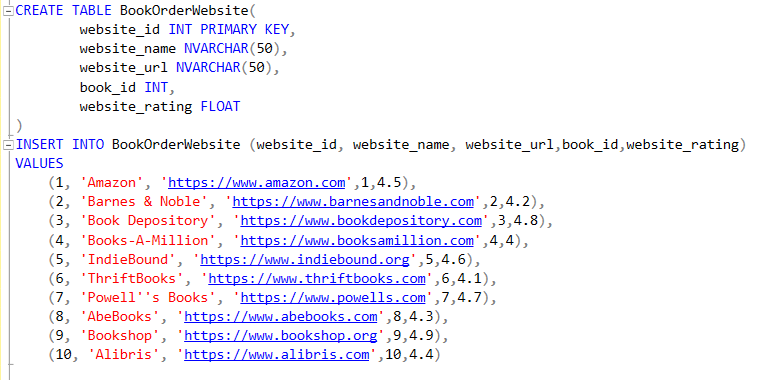 CREATE TABLE BookOrderWebsite(
website_id INT PRIMARY KEY,
website_name NVARCHAR(50),
website_url NVARCHAR(50),
book_id INT,
website_rating FLOAT
)
INSERT INTO BookOrderWebsite (website_id, website_name, website_url,book_id,website_rating)
VALUES
(1, 'Amazon', 'https://www.amazon.com',1,4.5),
(2, 'Barnes & Noble', 'https://www.barnesandnoble.com',2,4.2),
(3, 'Book Depository', 'https://www.bookdepository.com',3,4.8),
(4, 'Books-A-Million', 'https://www.booksamillion.com',4,4),
(5, 'IndieBound', 'https://www.indiebound.org',5,4.6),
(6, 'ThriftBooks', 'https://www.thriftbooks.com',6,4.1),
(7, 'Powell''s Books', 'https://www.powells.com',7,4.7),
(8, 'AbeBooks', 'https://www.abebooks.com',8,4.3),
(9, 'Bookshop', 'https://www.bookshop.org',9,4.9),
(10, 'Alibris', 'https://www.alibris.com',10,4.4)